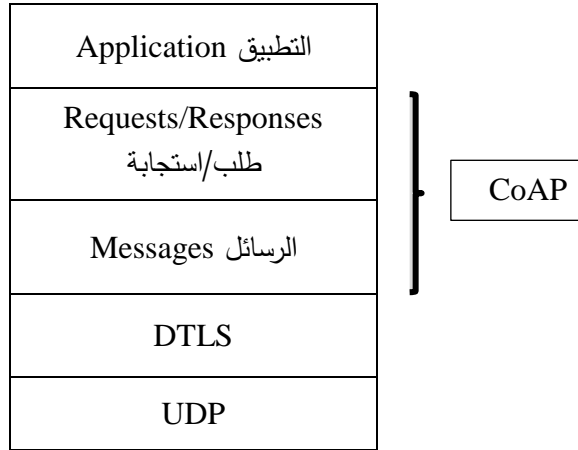 Application التطبيق
Requests/Responses
طلب/استجابة
Messages الرسائل
CoAP
DTLS
UDP